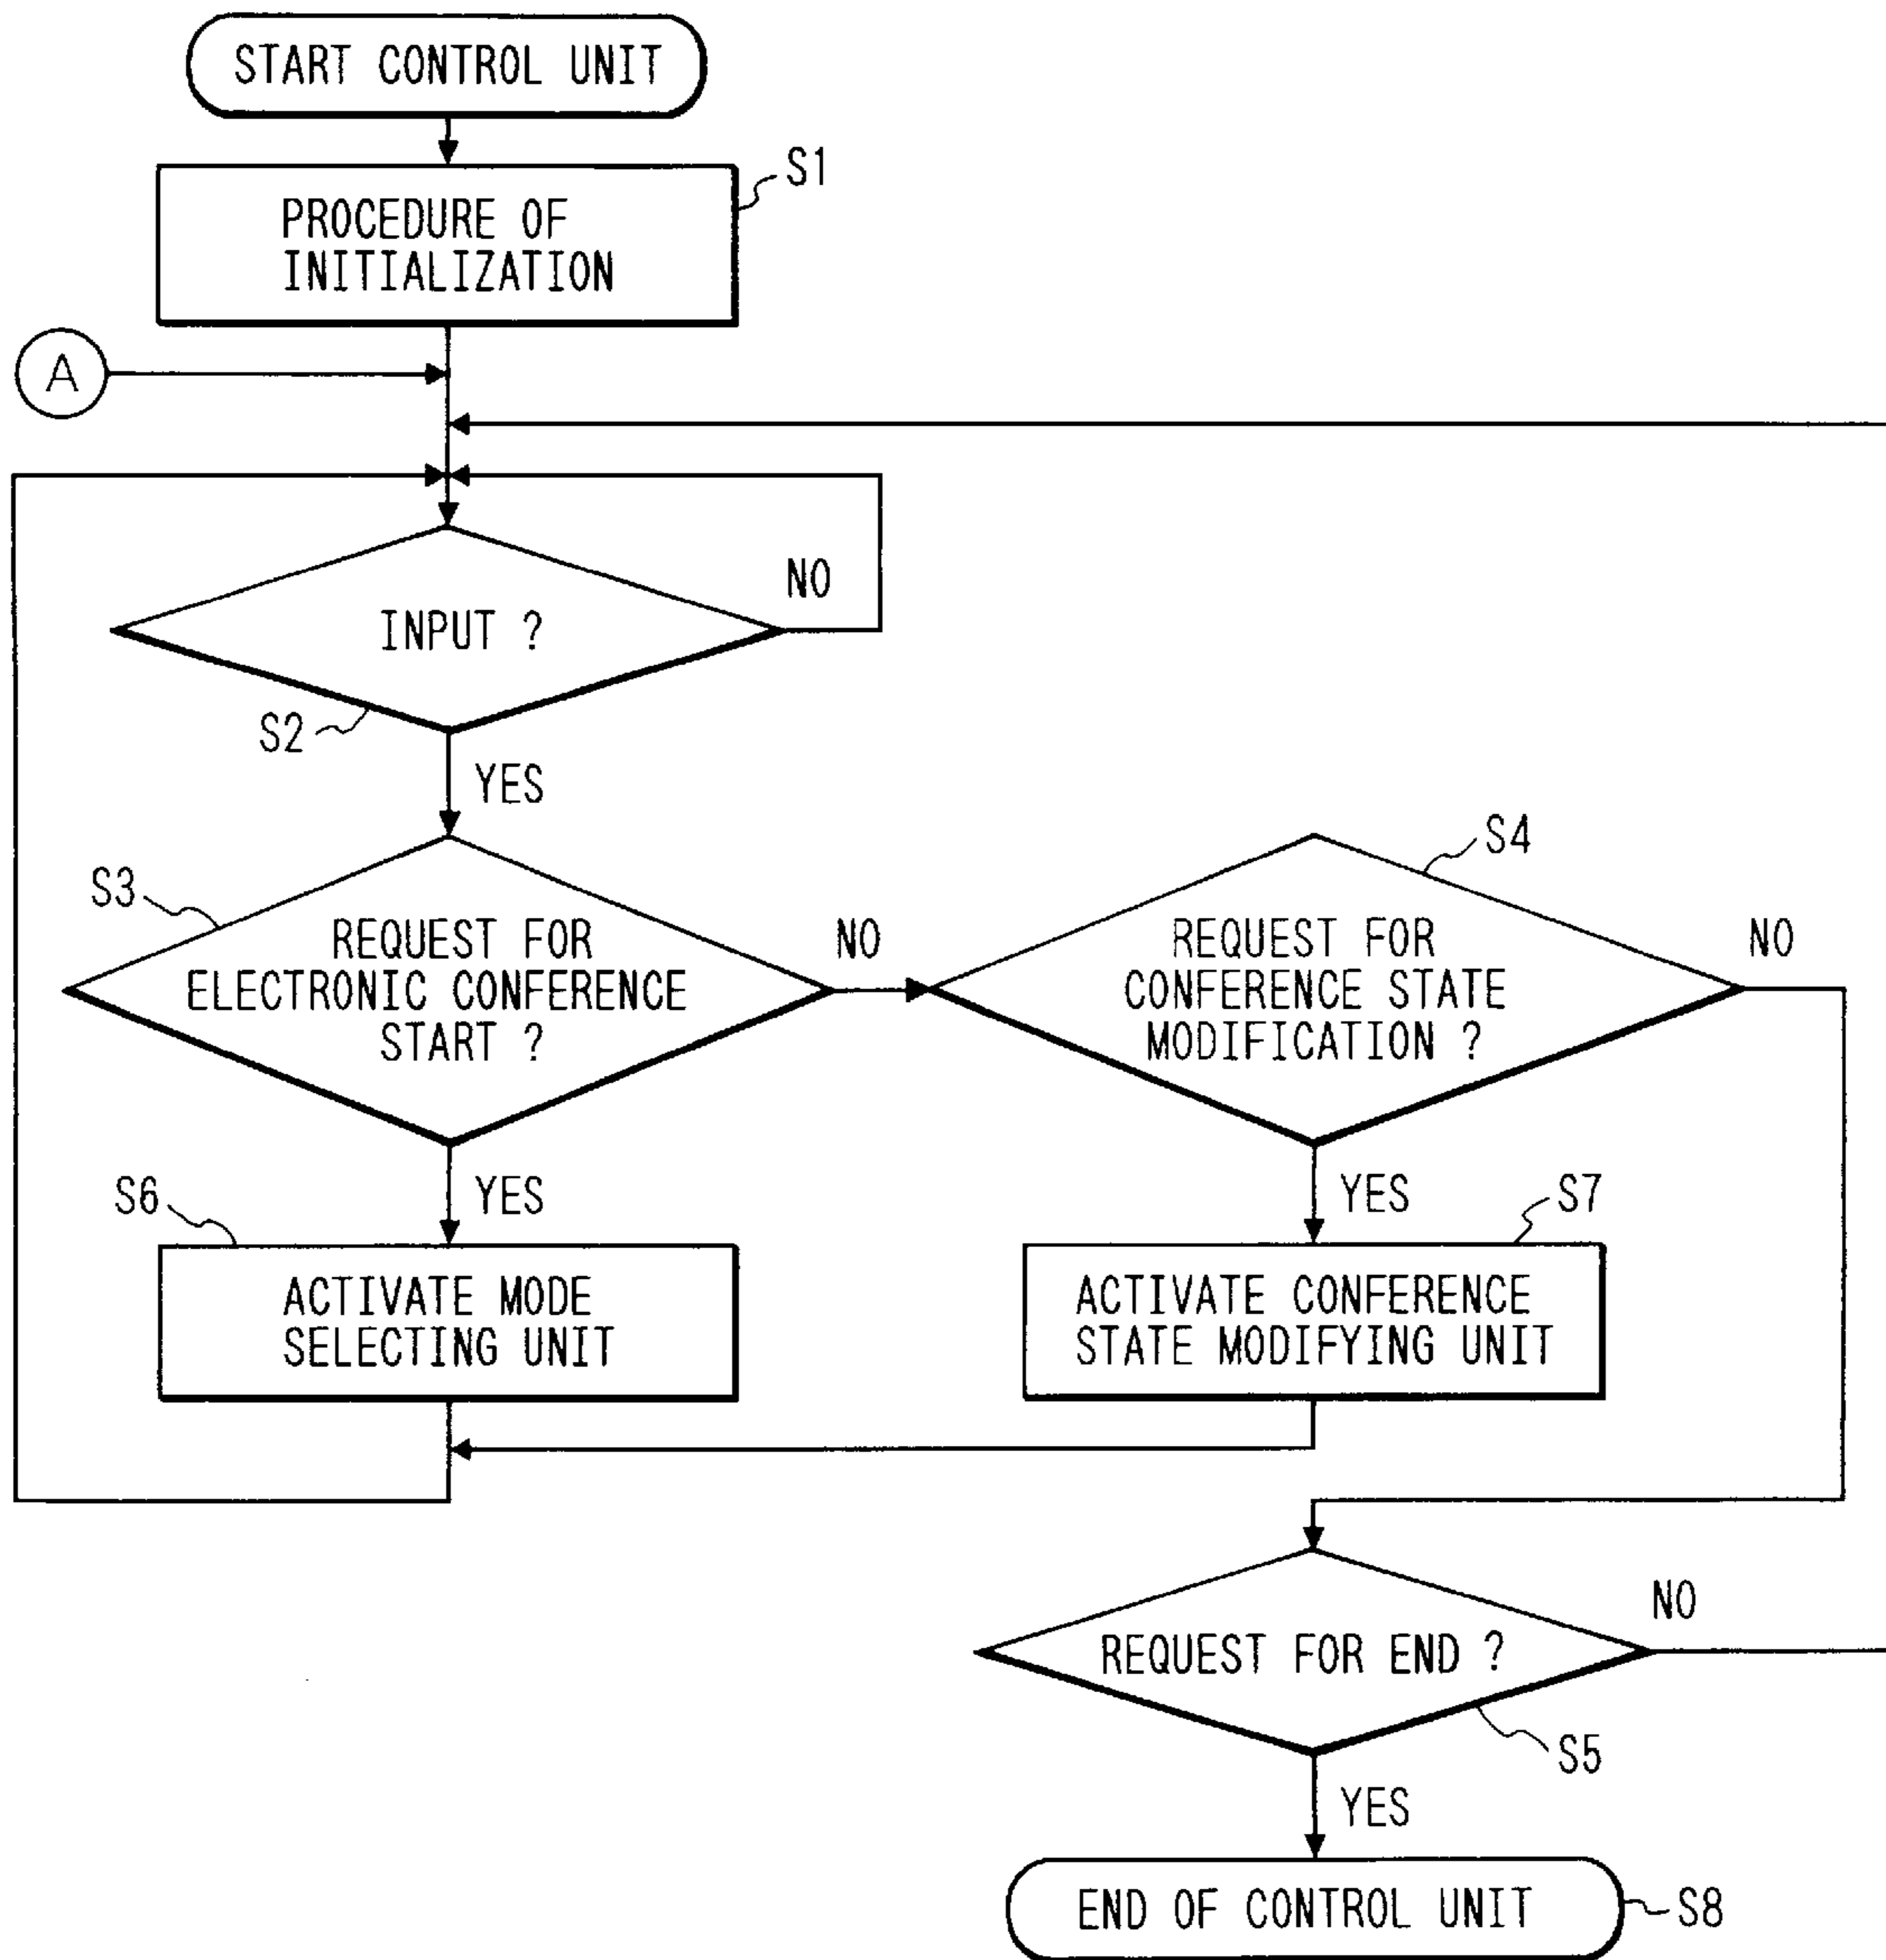 START CONTROL UNIT
S1
PROCEDURE OF
INITIALIZATION
A
NO
INPUT ?
S2
YES
S3
REQUEST FOR
ELECTRONIC CONFERENCE
START ?
NO
S4
REQUEST FOR
CONFERENCE STATE
MODIFICATION ?
NO
YES
S6
ACTIVATE MODE
SELECTING UNIT
YES
S7
ACTIVATE CONFERENCE
STATE MODIFYING UNIT
REQUEST FOR END ?
NO
S5
YES
END OF CONTROL UNIT
S8